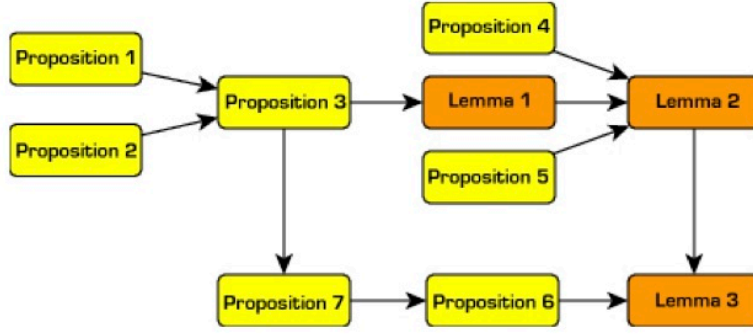 Proposition 4
Proposition 1
Proposition 3
Lemma 1
Lemma 2
Proposition 2
Proposition 5
Proposition 7
Proposition 6
Lemma 3